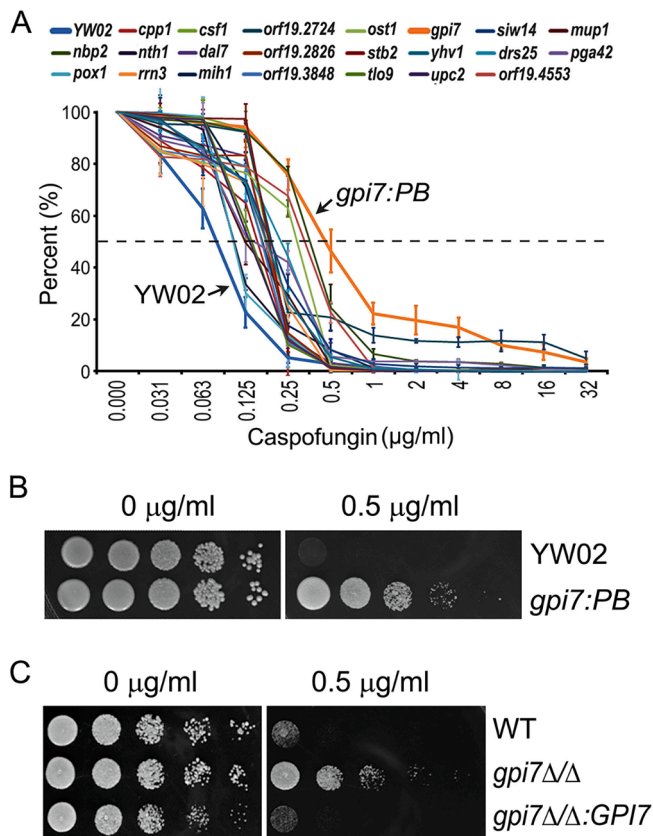 A
YW02 cpp1 csf1 orf19.2724 ost1 gpi7 siw14 mup1
nbp2 nth1 dal7 orf19.2826 stb2 yhv1 drs25 pga42
pox1 rrn3 mih1 orf19.3848 tlo9 upc2 orf19.4553
Percent (%)
100
80
60
40
20
0
gpi7:PB
YW02
0.000 0.031 0.063 0.125 0.25 0.5 1 2 4 8 16 32
Caspofungin (μg/ml)
B
0 μg/ml 0.5 μg/ml
YW02
gpi7:PB
C
0 μg/ml 0.5 μg/ml
WT
gpi7Δ/Δ
gpi7Δ/Δ:GPI7